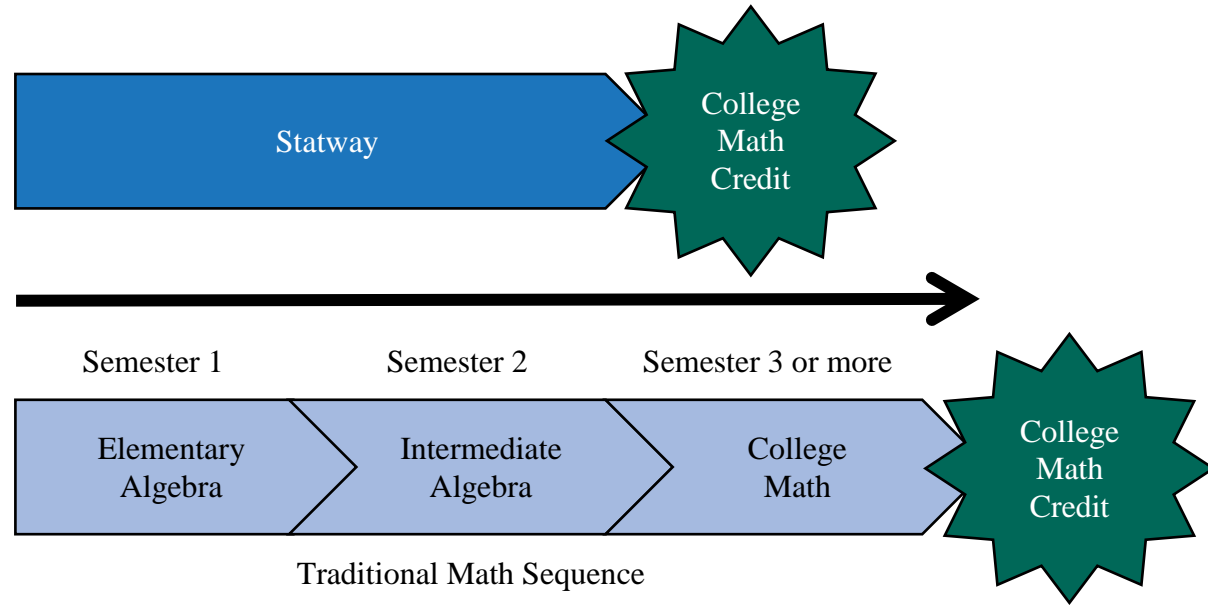 Statway
College
Math
Credit
Semester 1
Semester 2
Semester 3 or more
Elementary
Algebra
Intermediate
Algebra
College
Math
College
Math
Credit
Traditional Math Sequence